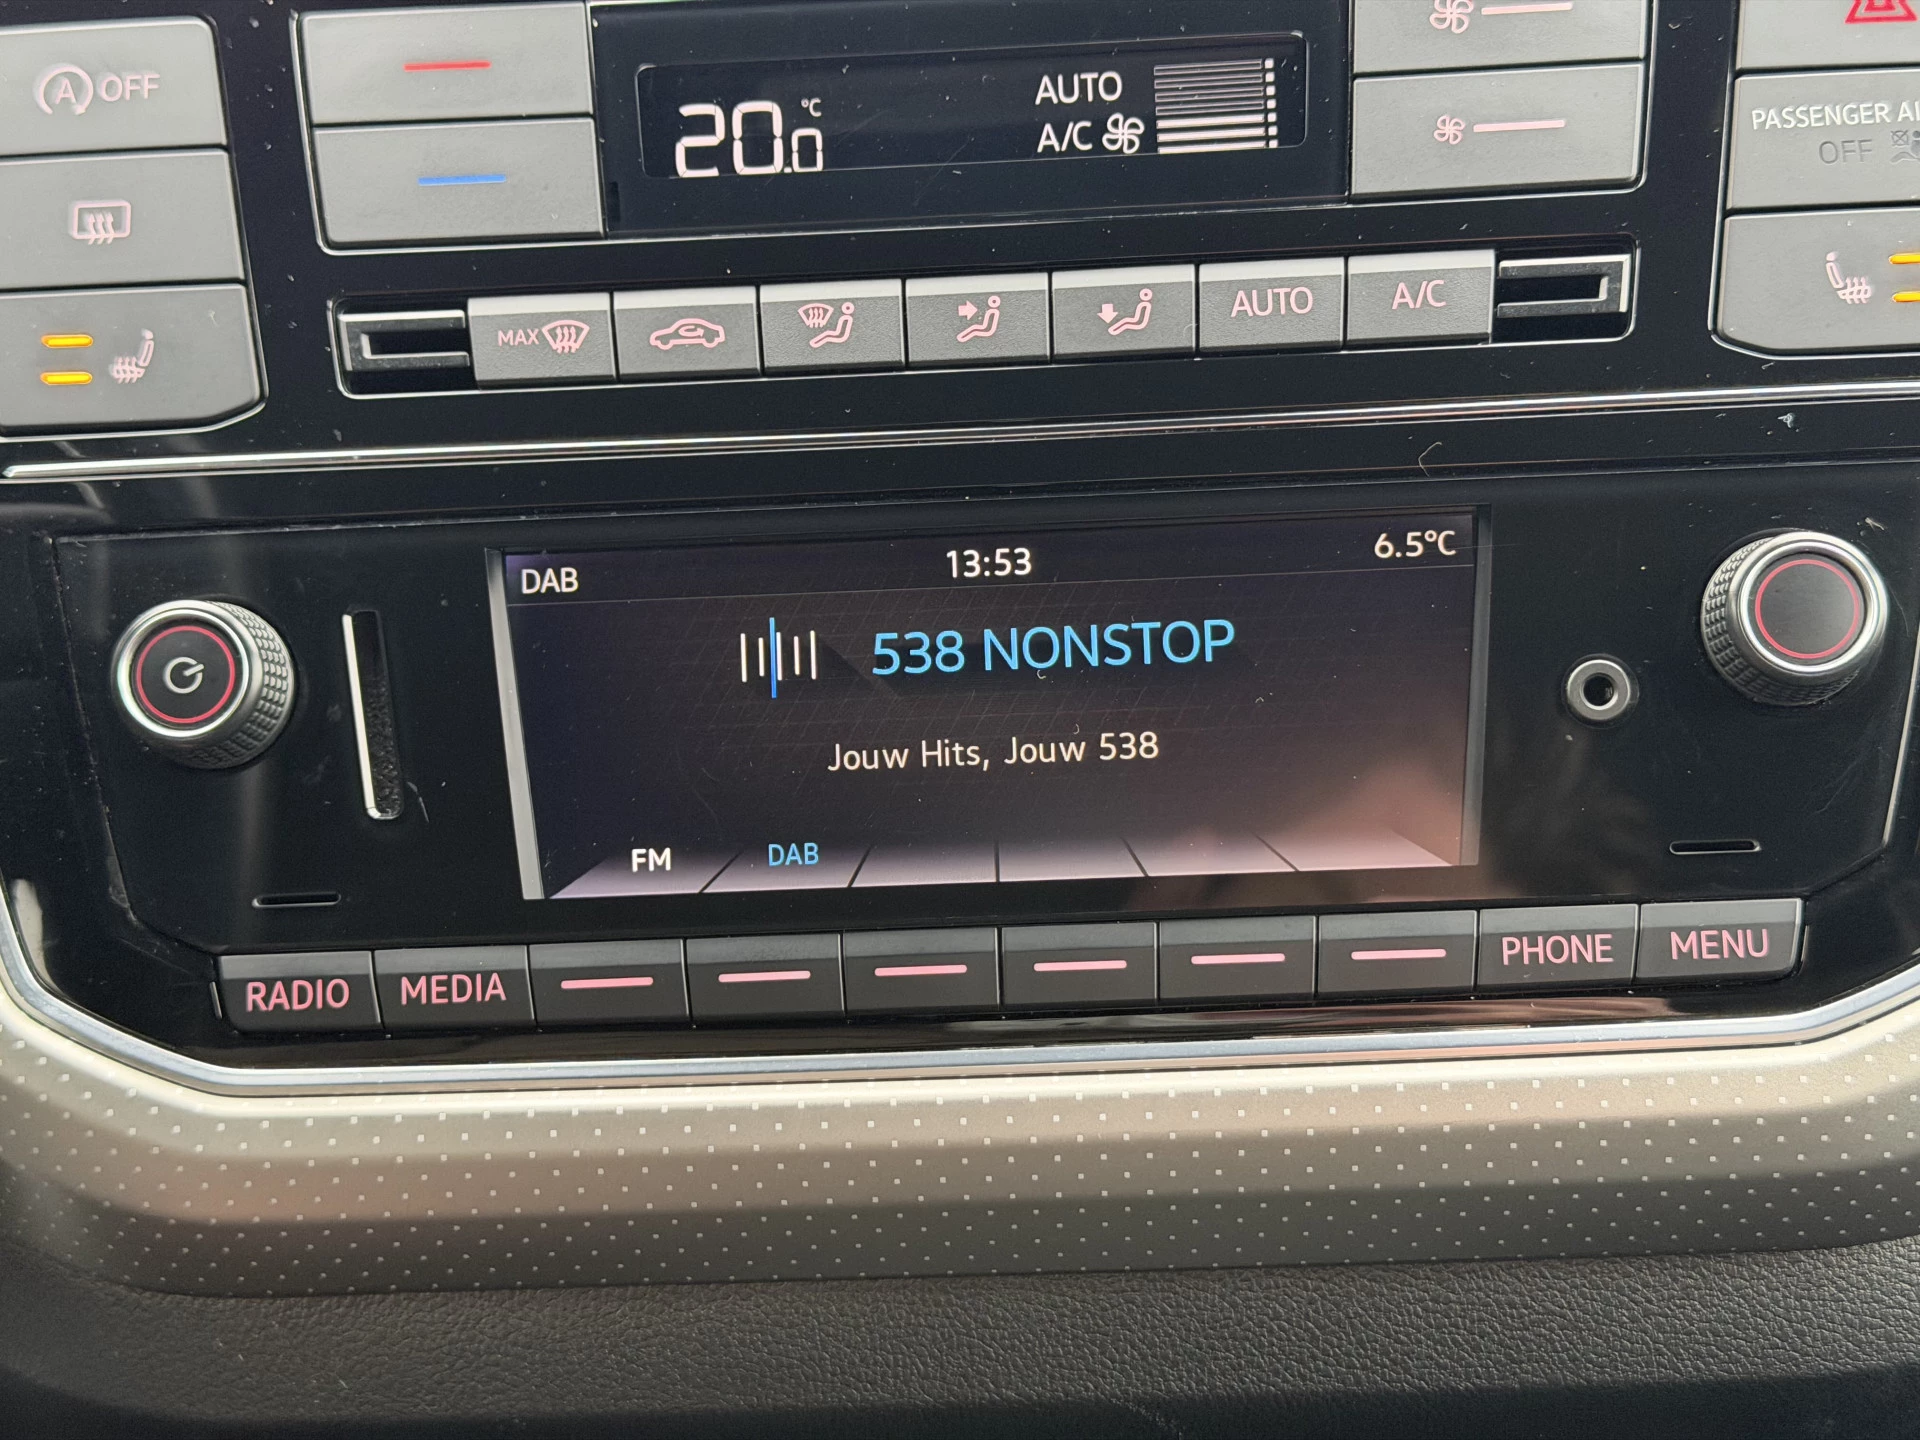 A OFF
20.0 °C
AUTO
A/C
PASSENGER
OFF
MAX
AUTO
A/C
DAB
13:53
6.5°C
538 NONSTOP
Jouw Hits, Jouw 538
FM
DAB
RADIO
MEDIA
PHONE
MENU